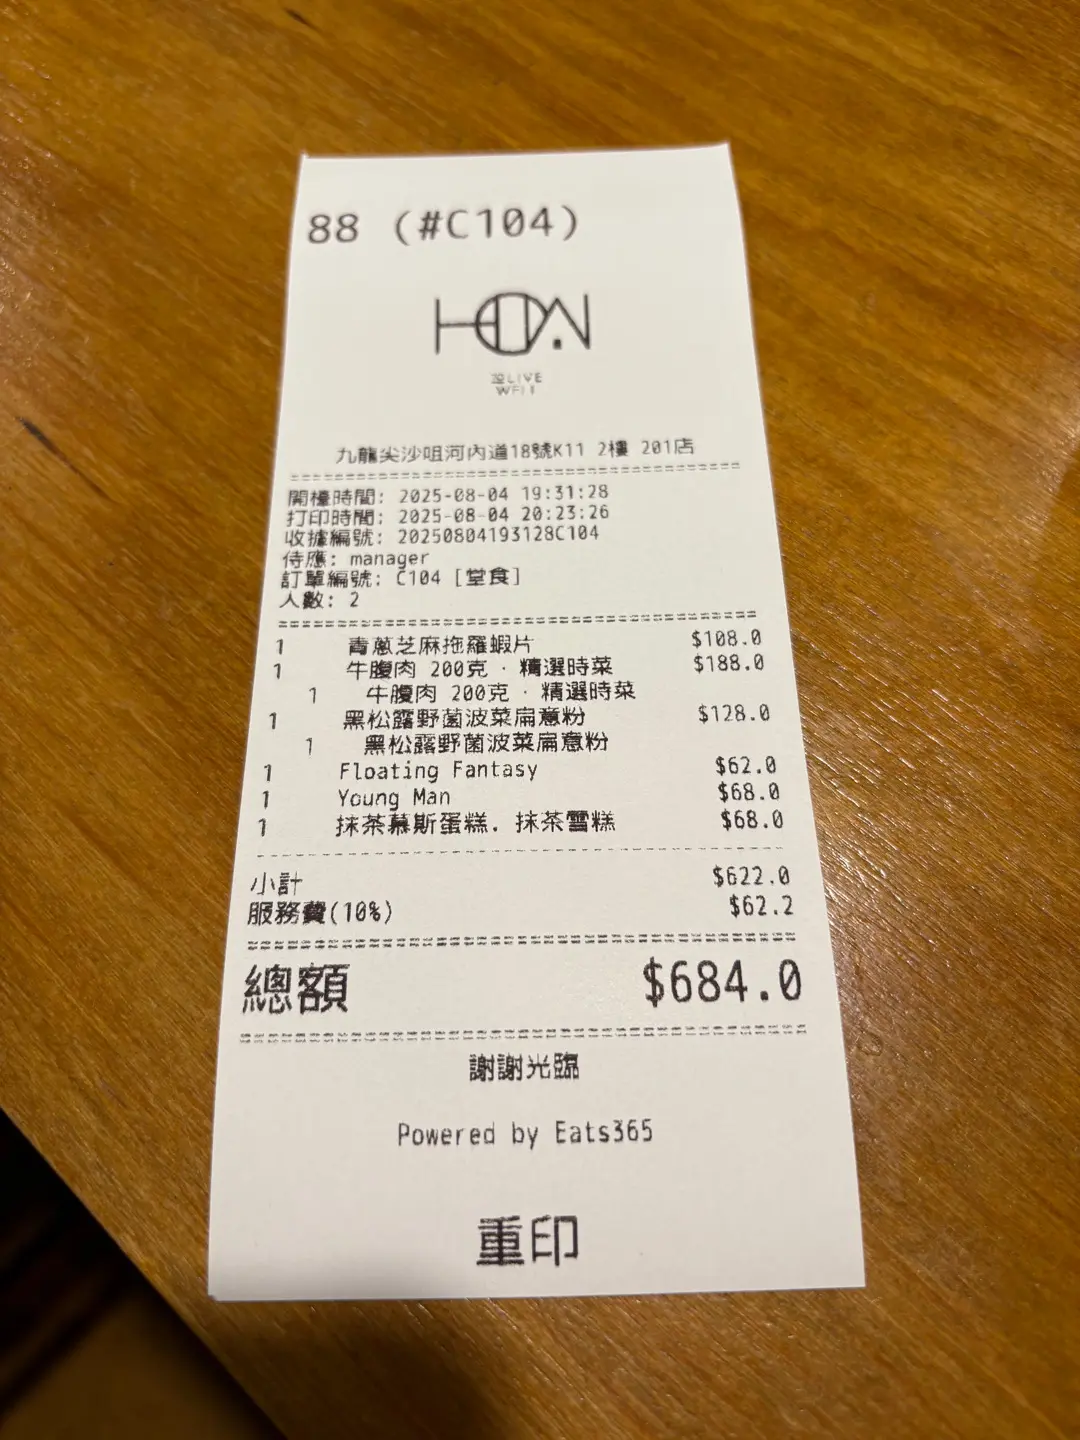 88 (#C104)
HOW
LIVE
WELL
九龍尖沙咀河內道18號K11 2樓 201店
開檯時間: 2025-08-04 19:31:28
打印時間: 2025-08-04 20:23:26
收據編號: 20250804193128C104
侍應: manager
訂單編號: C104 [堂食]
人數: 2
1 青蔥芝麻拖羅蝦片 $108.0
1 牛腹肉 200克 · 精選時菜 $188.0
1 牛腹肉 200克 · 精選時菜
1 黑松露野菌波菜扁意粉 $128.0
1 黑松露野菌波菜扁意粉
1 Floating Fantasy $62.0
1 Young Man $68.0
1 抹茶慕斯蛋糕. 抹茶雪糕 $68.0
小計 $622.0
服務費(10%) $62.2
總額 $684.0
謝謝光臨
Powered by Eats365
重印